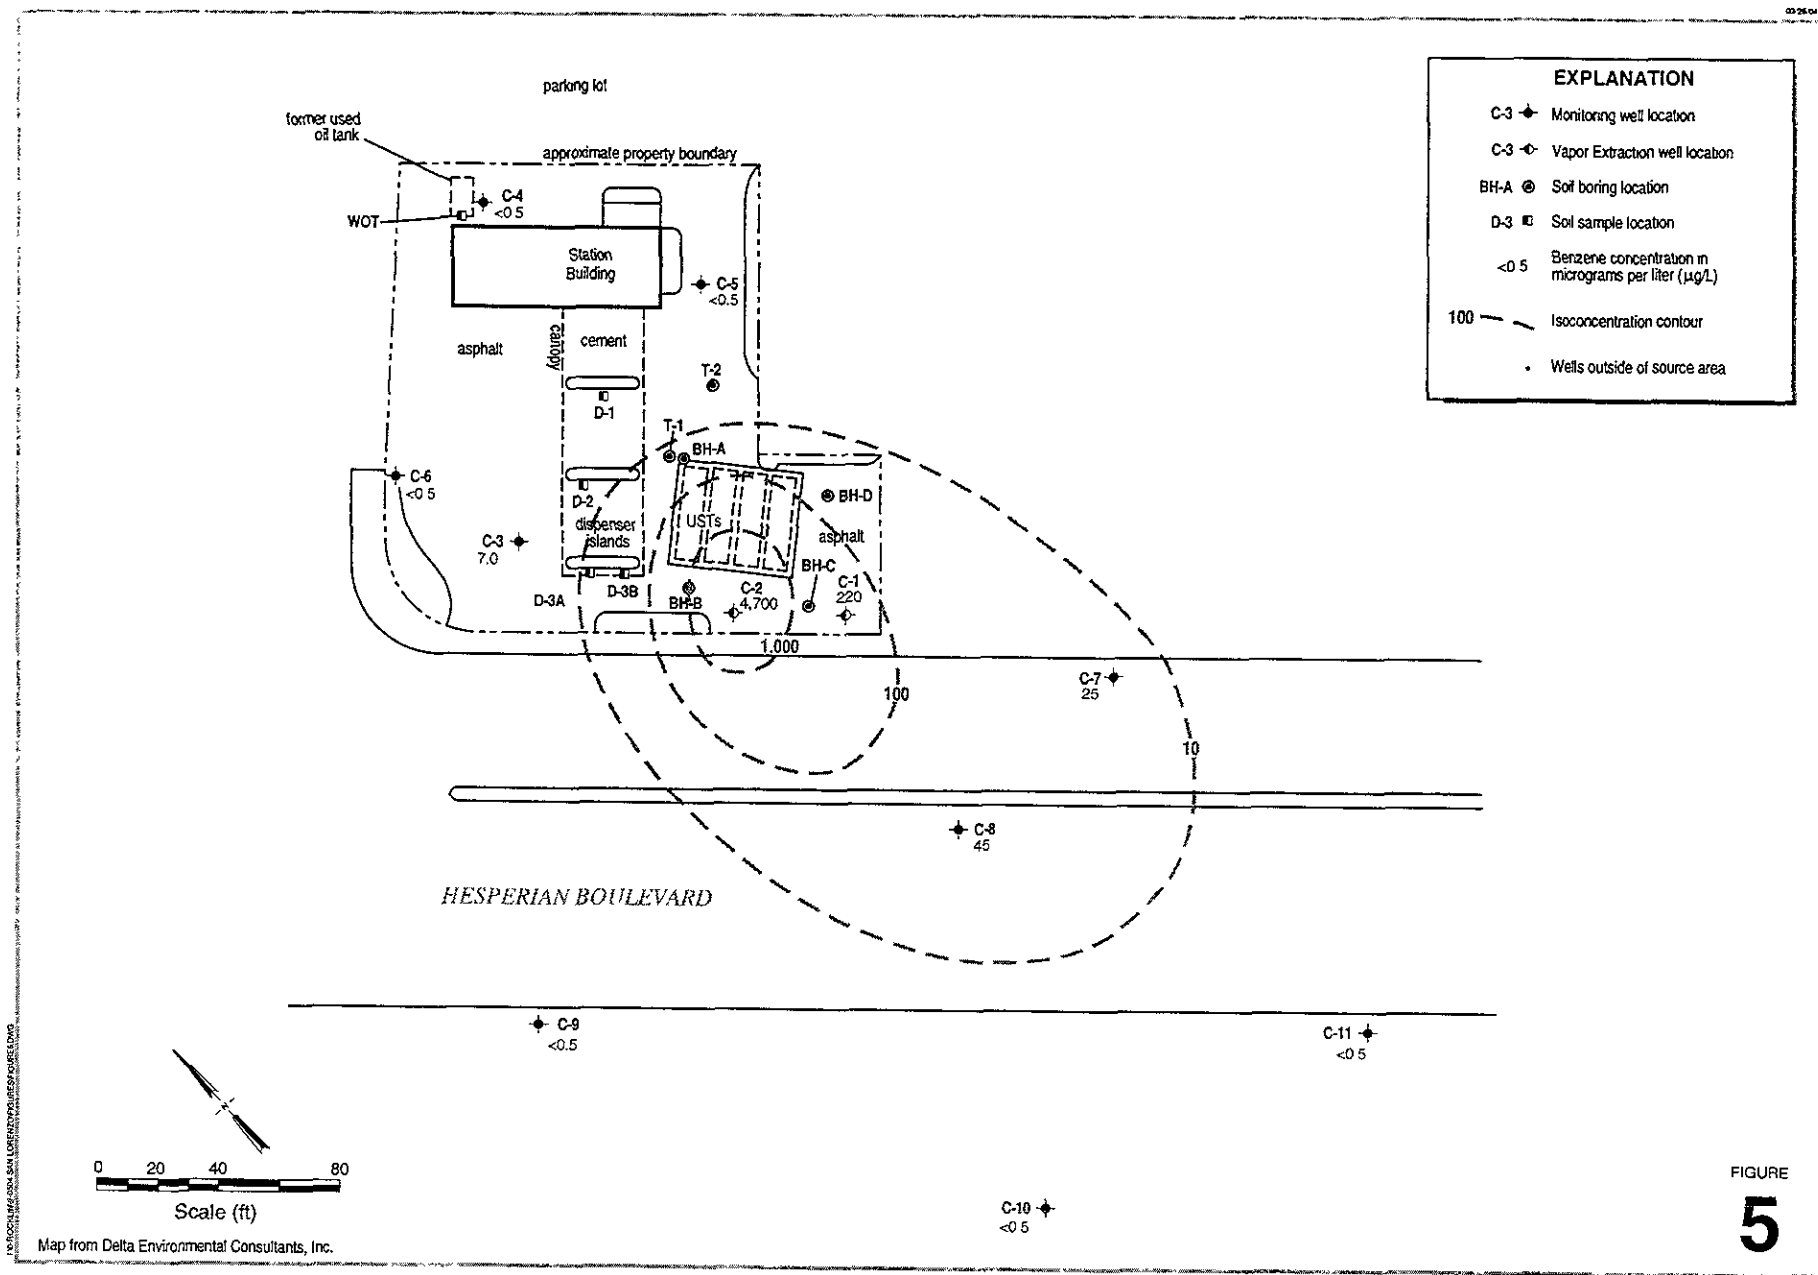 03/26/04
parking lot
former used
oil tank
approximate property boundary
C-4
<0 5
WOT
Station
Building
C-5
<0.5
canopy
cement
asphalt
T-2
D-1
T-1
BH-A
C-6
<0 5
D-2
USTs
BH-D
dispenser
islands
asphalt
C-3
7.0
BH-C
C-1
220
C-2
4,700
D-3A
D-3B
BH-B
1,000
C-7
25
100
10
C-8
45
HESPERIAN BOULEVARD
C-9
<0.5
C-11
<0 5
C-10
<0 5
0 20 40 80
Scale (ft)
Map from Delta Environmental Consultants, Inc.
EXPLANATION
C-3 Monitoring well location
C-3 Vapor Extraction well location
BH-A Soil boring location
D-3 Soil sample location
<0 5 Benzene concentration in
micrograms per liter (µg/L)
100 Isoconcentration contour
Wells outside of source area
FIGURE
5